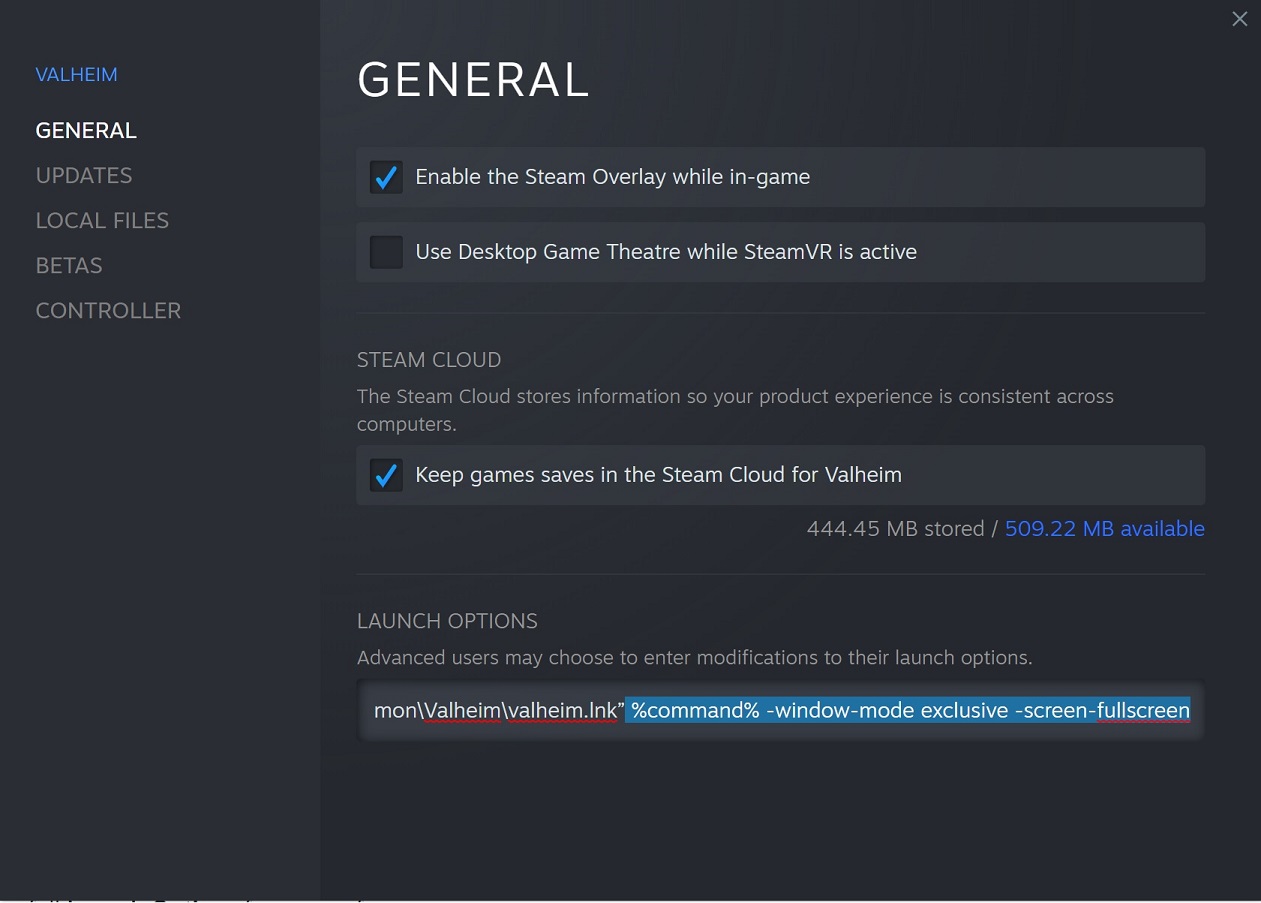 VALHEIM
GENERAL
UPDATES
LOCAL FILES
BETAS
CONTROLLER
GENERAL
Enable the Steam Overlay while in-game
Use Desktop Game Theatre while SteamVR is active
STEAM CLOUD
The Steam Cloud stores information so your product experience is consistent across
computers.
Keep games saves in the Steam Cloud for Valheim
444.45 MB stored / 509.22 MB available
LAUNCH OPTIONS
Advanced users may choose to enter modifications to their launch options.
mon\Valheim\valheim.lnk” %command% -window-mode exclusive -screen-fullscreen